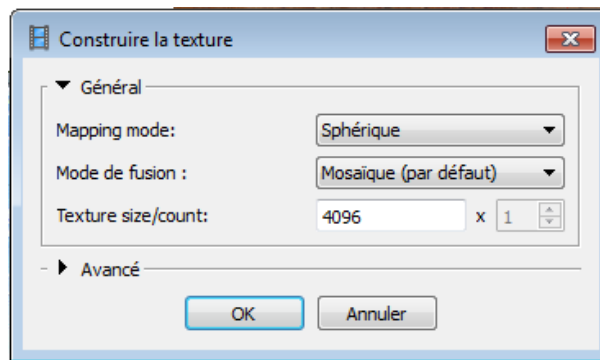 Construire la texture
Général
Mapping mode: Sphérique
Mode de fusion : Mosaïque (par défaut)
Texture size/count: 4096 x 1
Avancé
OK Annuler